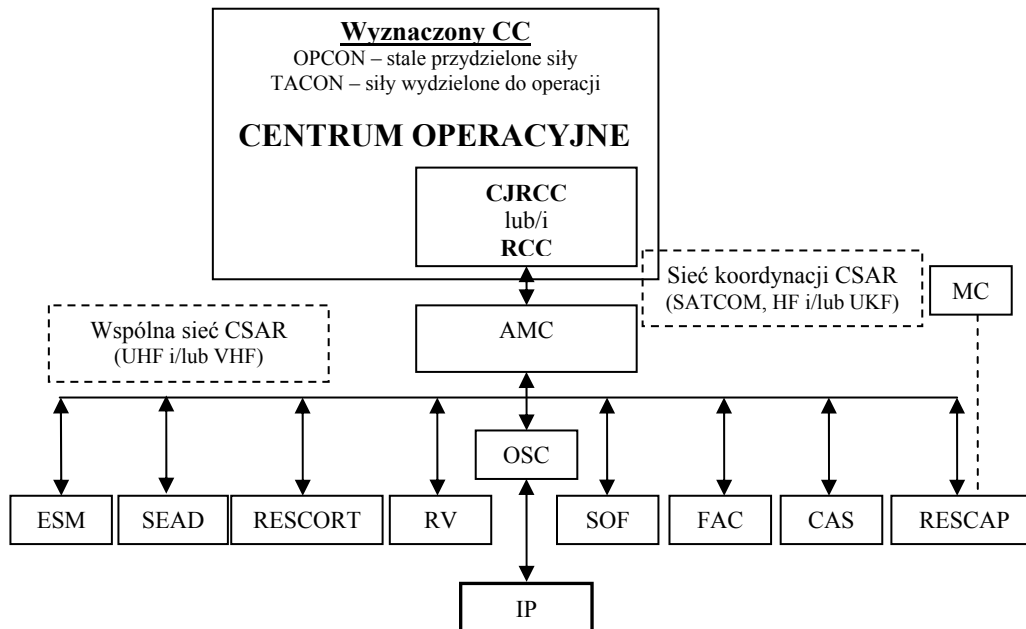 Wyznaczony CC
OPCON – stale przydzielone siły
TACON – siły wydzielone do operacji
CENTRUM OPERACYJNE
CJRCC
lub/i
RCC
Sieć koordynacji CSAR
(SATCOM, HF i/lub UKF)
MC
Wspólna sieć CSAR
(UHF i/lub VHF)
AMC
OSC
ESM
SEAD
RESCORT
RV
SOF
FAC
CAS
RESCAP
IP